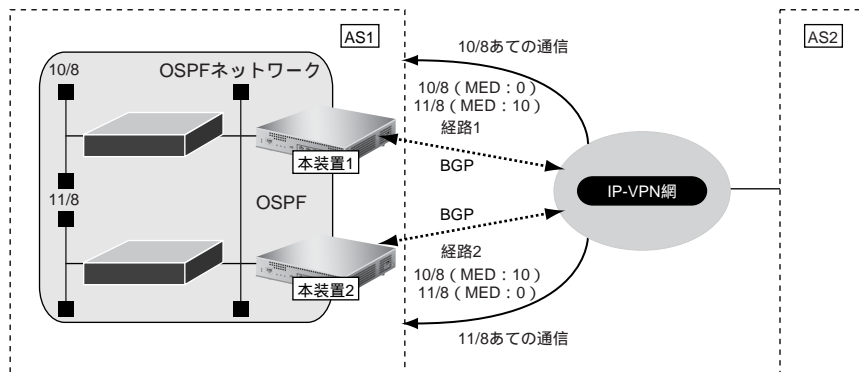 AS1
AS2
10/8あての通信
10/8
OSPFネットワーク
10/8（MED：0）
11/8（MED：10）
経路1
本装置1
BGP
IP-VPN網
11/8
OSPF
BGP
経路2
本装置2
10/8（MED：10）
11/8（MED：0）
11/8あての通信